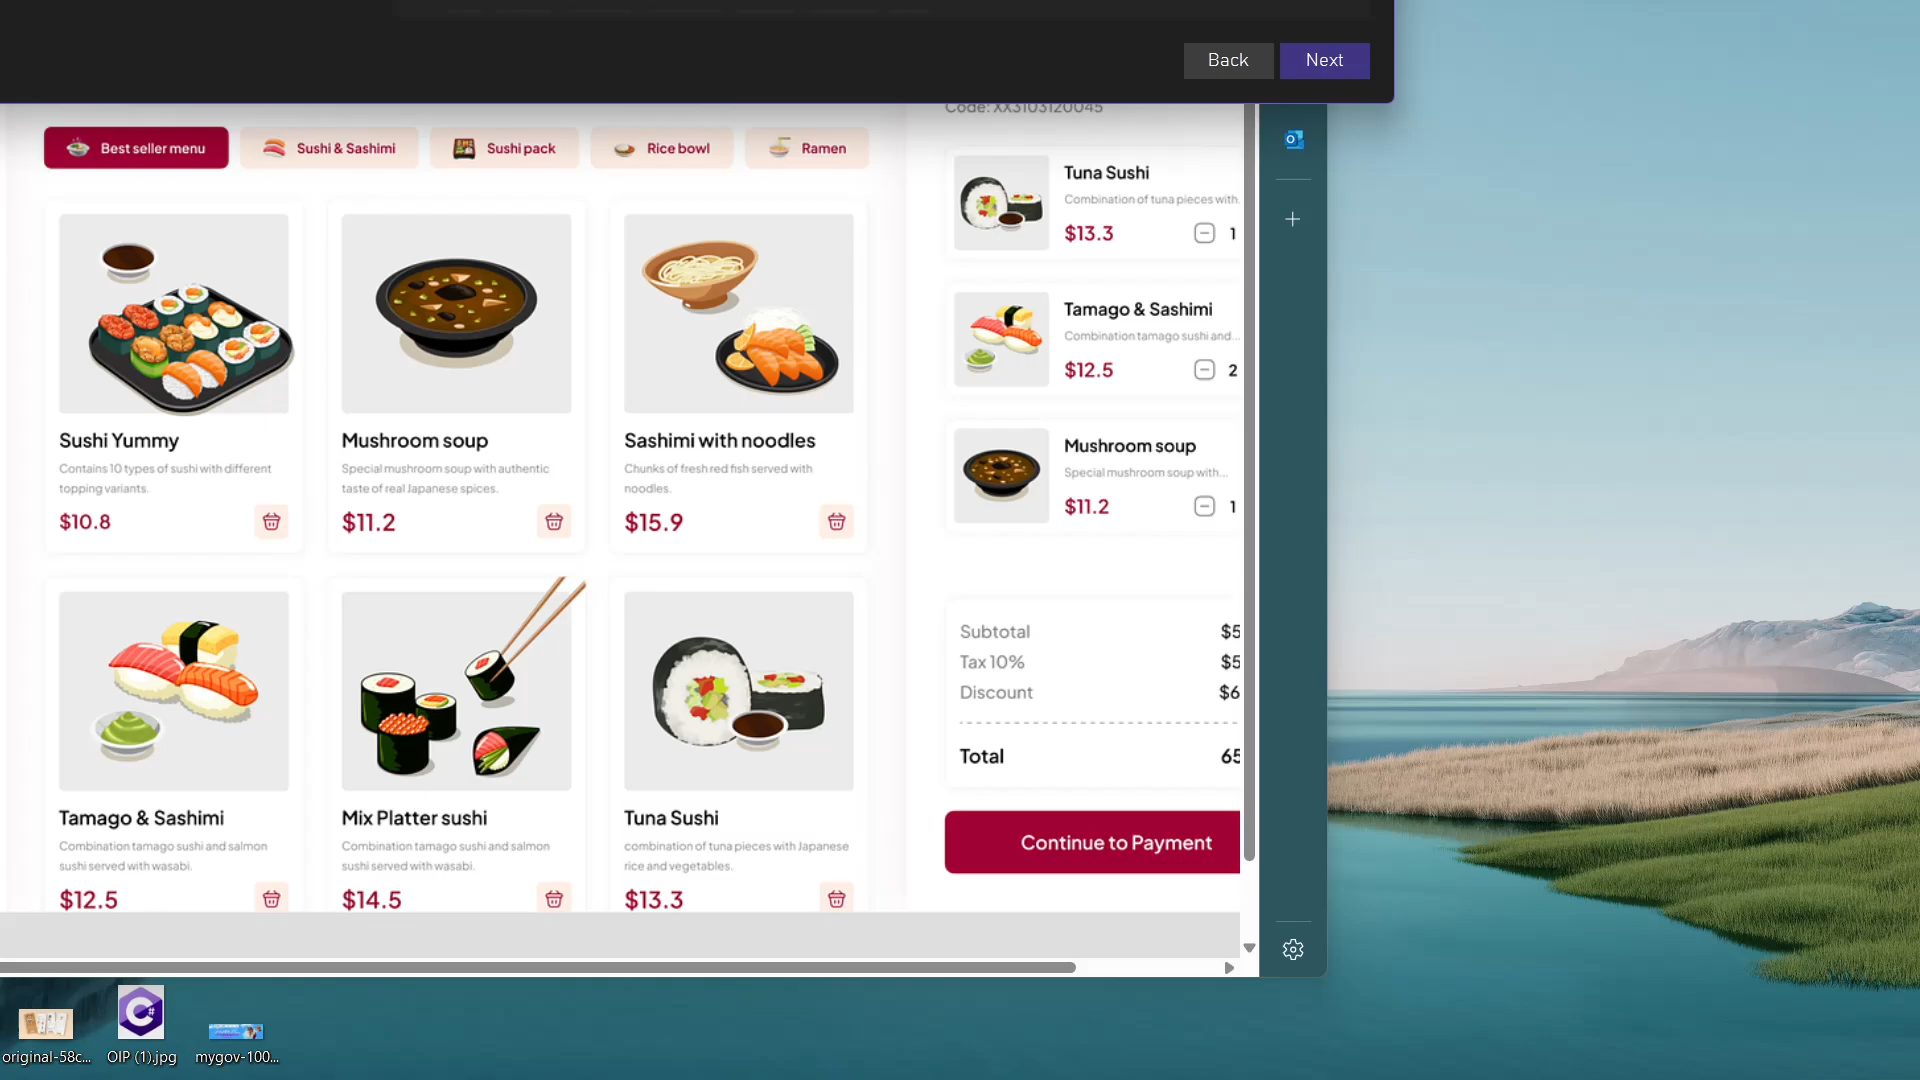 Back
Next
Code: XX3103120045
Best seller menu
Sushi & Sashimi
Sushi pack
Rice bowl
Ramen
Sushi Yummy
Contains 10 types of sushi with different
topping variants.
$10.8
Mushroom soup
Special mushroom soup with authentic
taste of real Japanese spices.
$11.2
Sashimi with noodles
Chunks of fresh red fish served with
noodles.
$15.9
Tamago & Sashimi
Combination tamago sushi and salmon
sushi served with wasabi.
$12.5
Mix Platter sushi
Combination tamago sushi and salmon
sushi served with wasabi.
$14.5
Tuna Sushi
combination of tuna pieces with Japanese
rice and vegetables.
$13.3
Tuna Sushi
Combination of tuna pieces with.
$13.3
1
Tamago & Sashimi
Combination tamago sushi and...
$12.5
2
Mushroom soup
Special mushroom soup with...
$11.2
1
Subtotal $5
Tax 10% $5
Discount $6
Total 65
Continue to Payment
original-58c...
OIP (1).jpg
mygov-100...